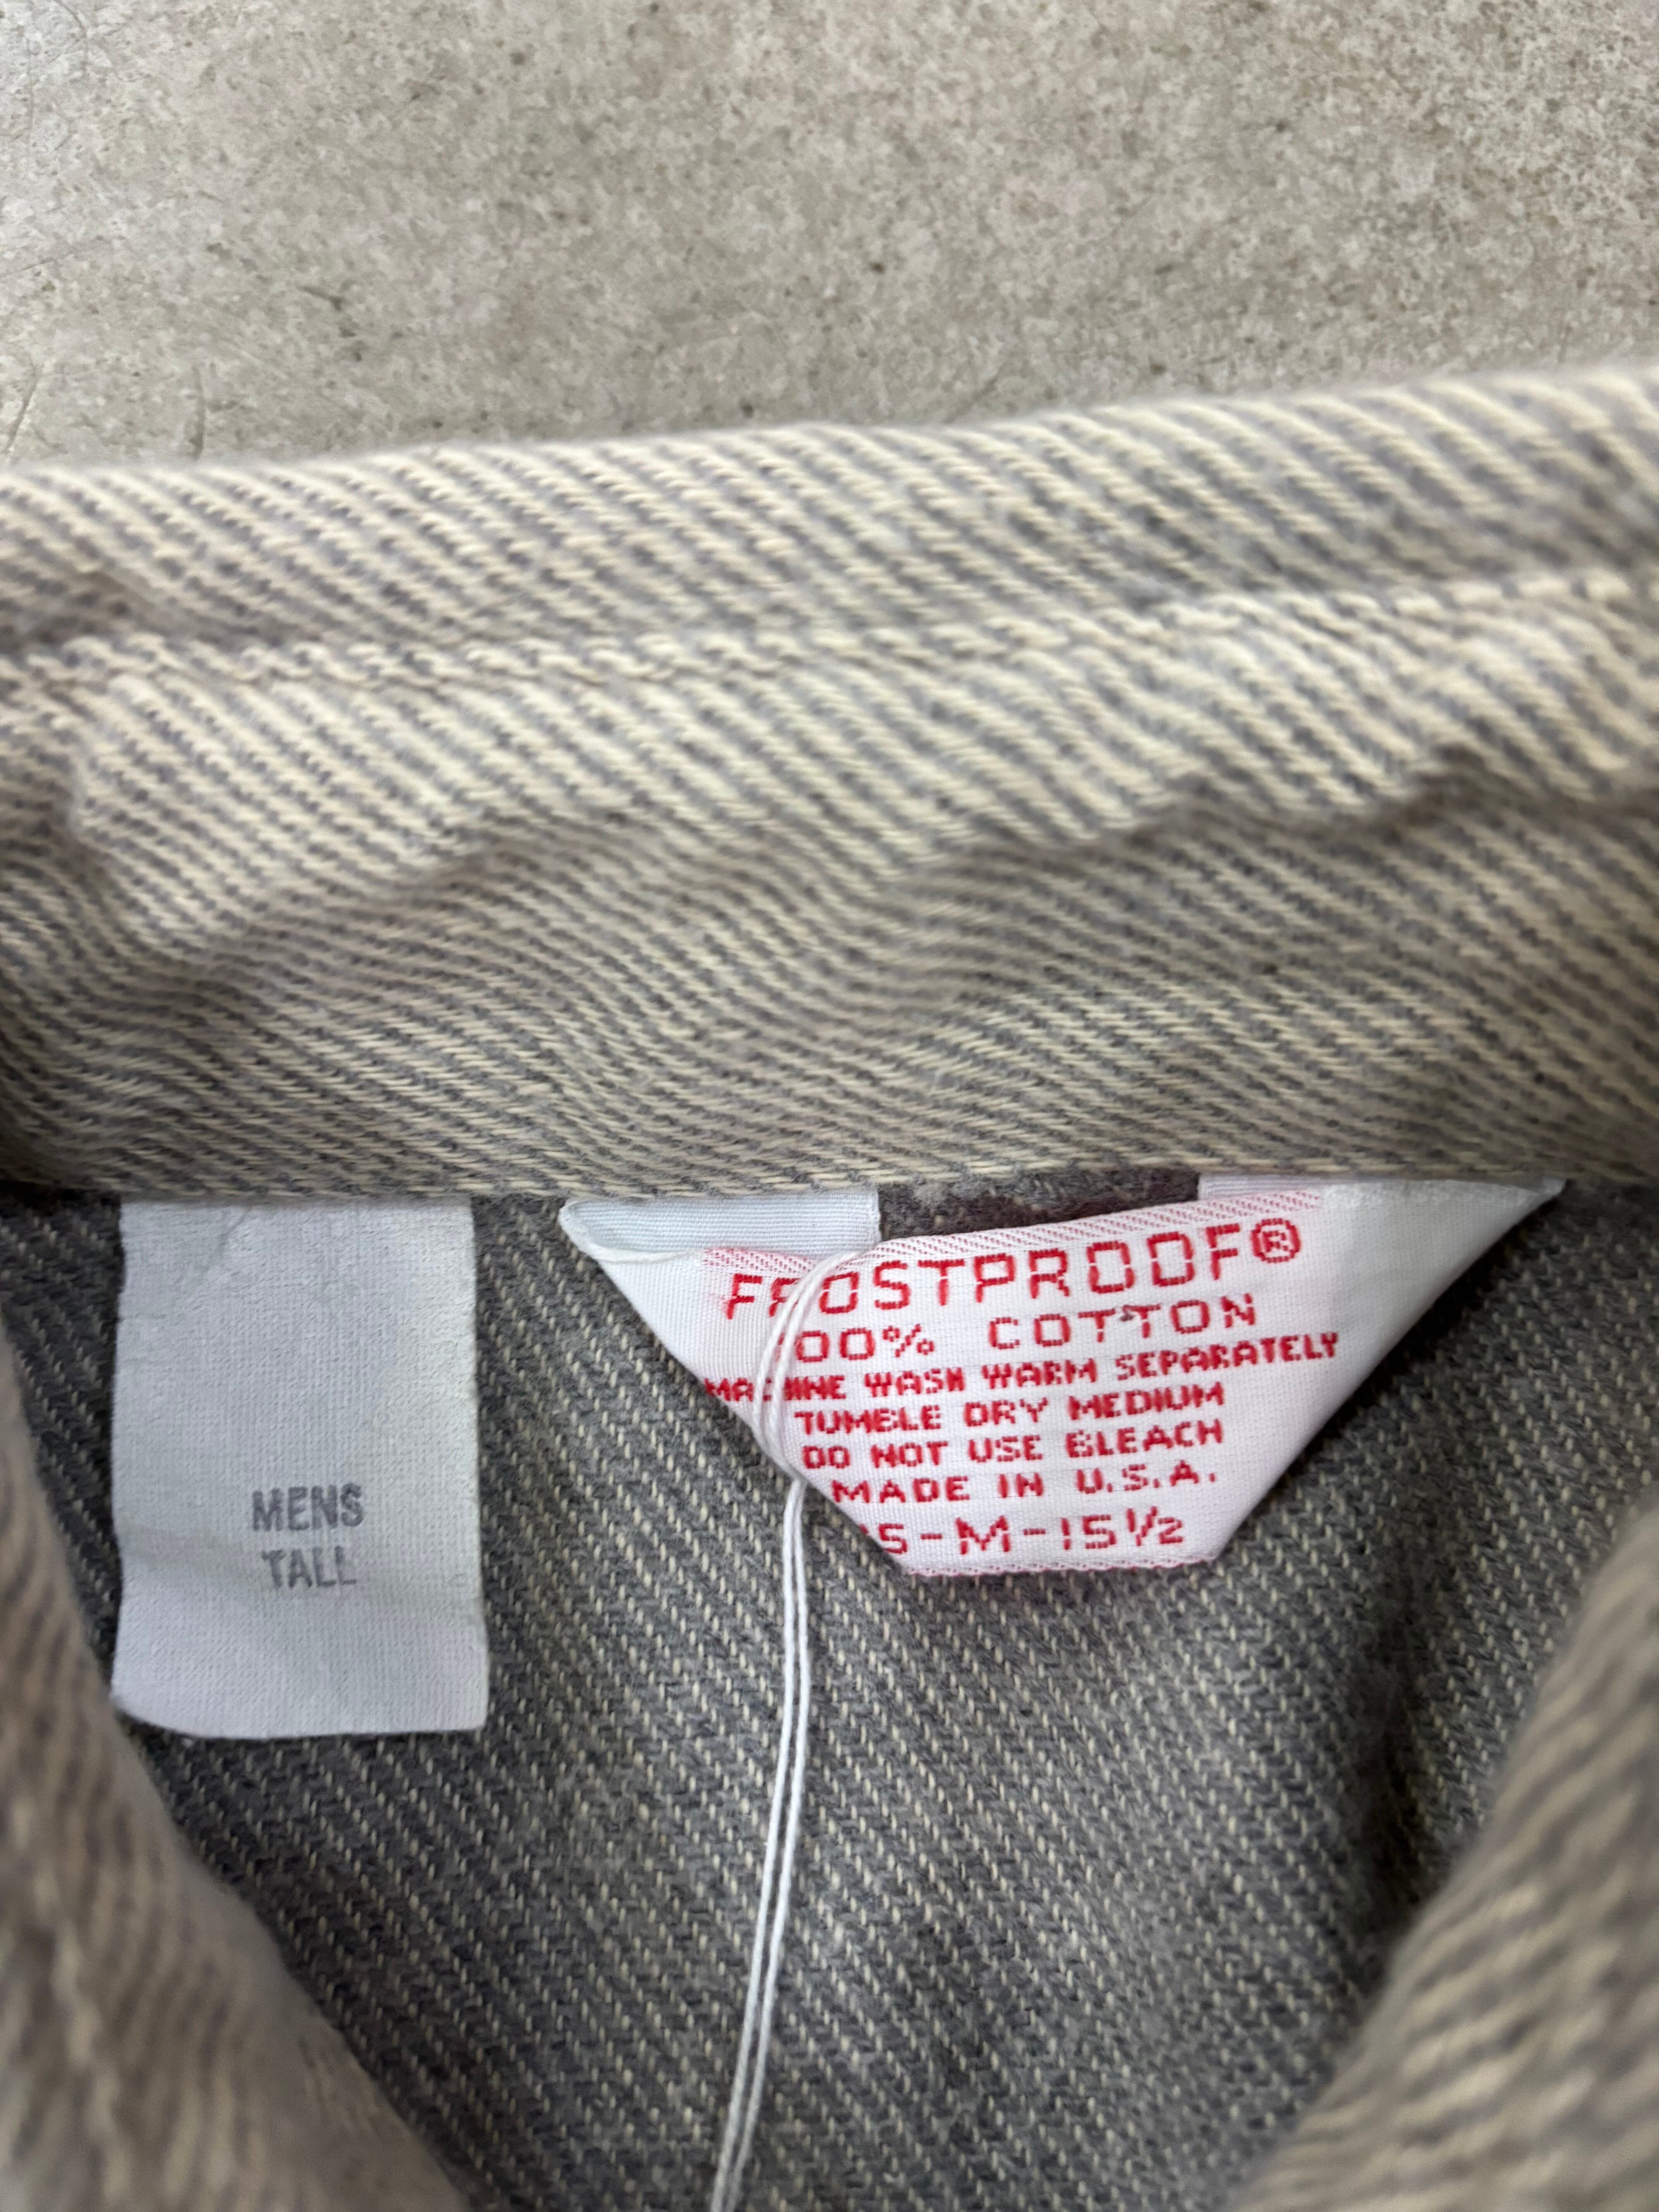 MENS
TALL
FROSTPROOF®
100% COTTON
MACHINE WASH WARM SEPARATELY
TUMBLE DRY MEDIUM
DO NOT USE BLEACH
MADE IN U.S.A.
M-15½